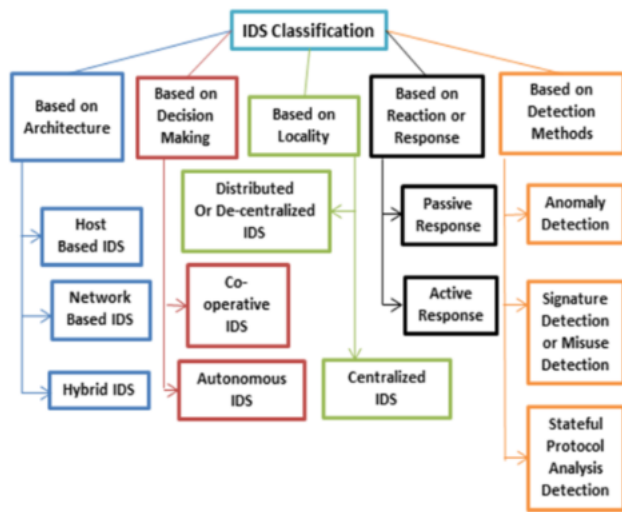 IDS Classification
Based on
Architecture
Based on
Decision
Making
Based on
Locality
Based on
Reaction or
Response
Based on
Detection
Methods
Host
Based IDS
Network
Based IDS
Hybrid IDS
Co-
operative
IDS
Autonomous
IDS
Distributed
Or De-centralized
IDS
Centralized
IDS
Passive
Response
Active
Response
Anomaly
Detection
Signature
Detection
or Misuse
Detection
Stateful
Protocol
Analysis
Detection